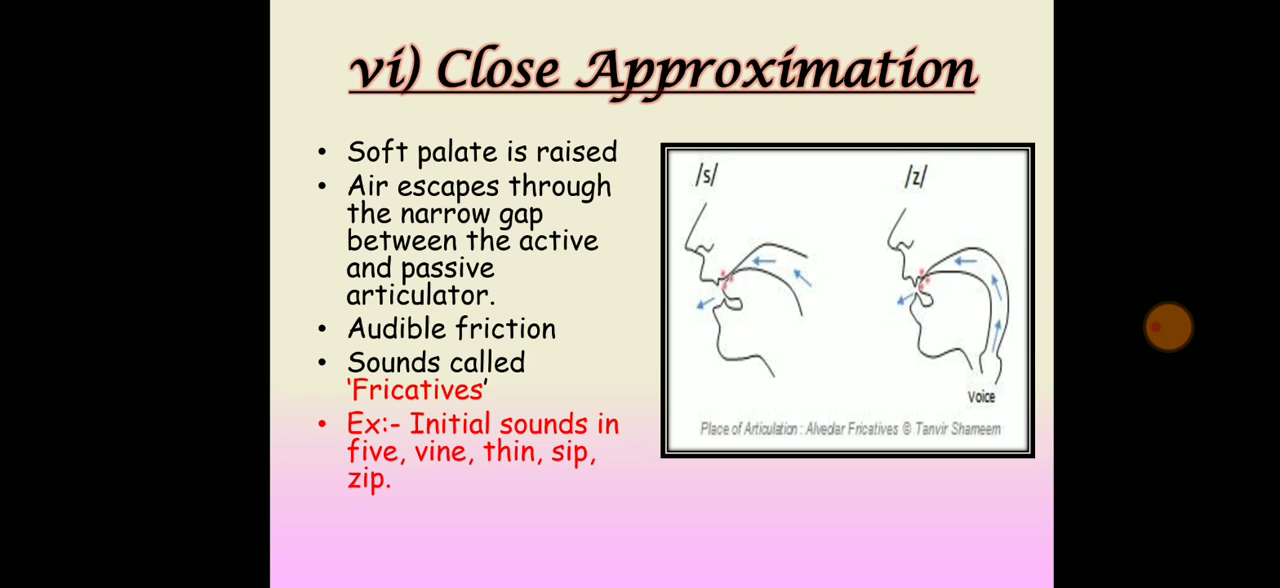 vi) Close Approximation
• Soft palate is raised
• Air escapes through
the narrow gap
between the active
and passive
articulator.
• Audible friction
• Sounds called
‘Fricatives’
• Ex:- Initial sounds in
five, vine, thin, sip,
zip.
/s/ /z/
Voice
Place of Articulation : Alveolar Fricatives © Tanvir Shameem